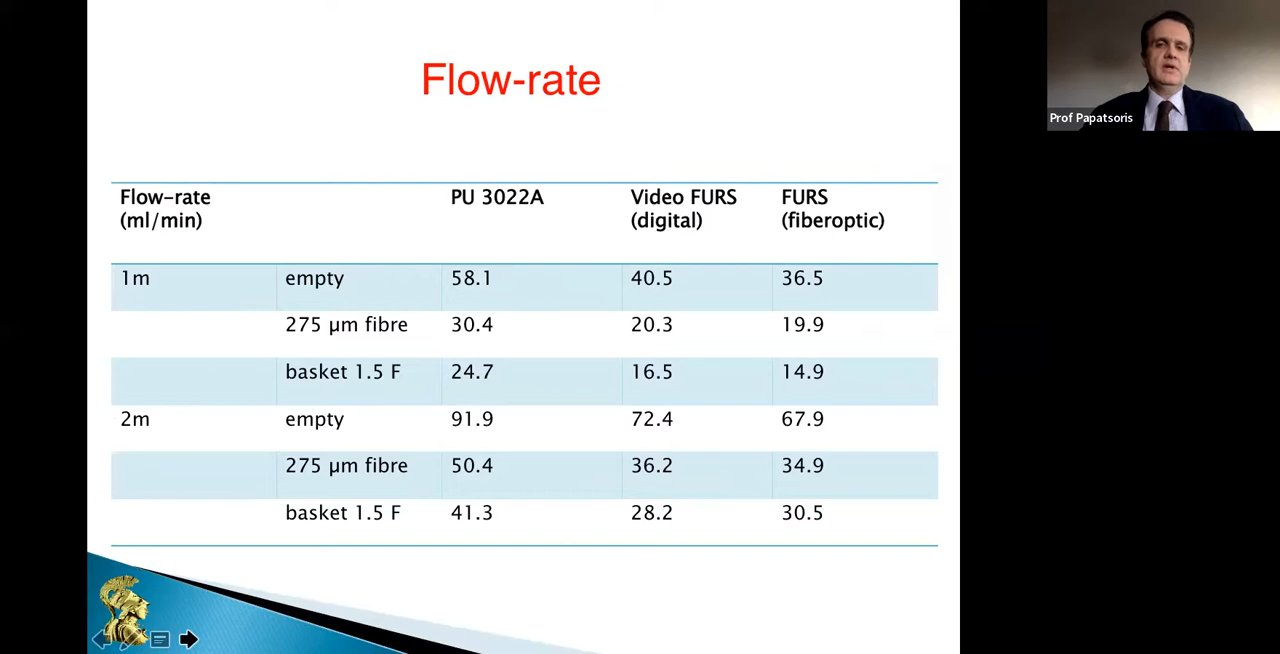 Flow-rate
Prof Papatsoris
Flow-rate (ml/min) PU 3022A Video FURS (digital) FURS (fiberoptic)
1m empty 58.1 40.5 36.5
275 µm fibre 30.4 20.3 19.9
basket 1.5 F 24.7 16.5 14.9
2m empty 91.9 72.4 67.9
275 µm fibre 50.4 36.2 34.9
basket 1.5 F 41.3 28.2 30.5